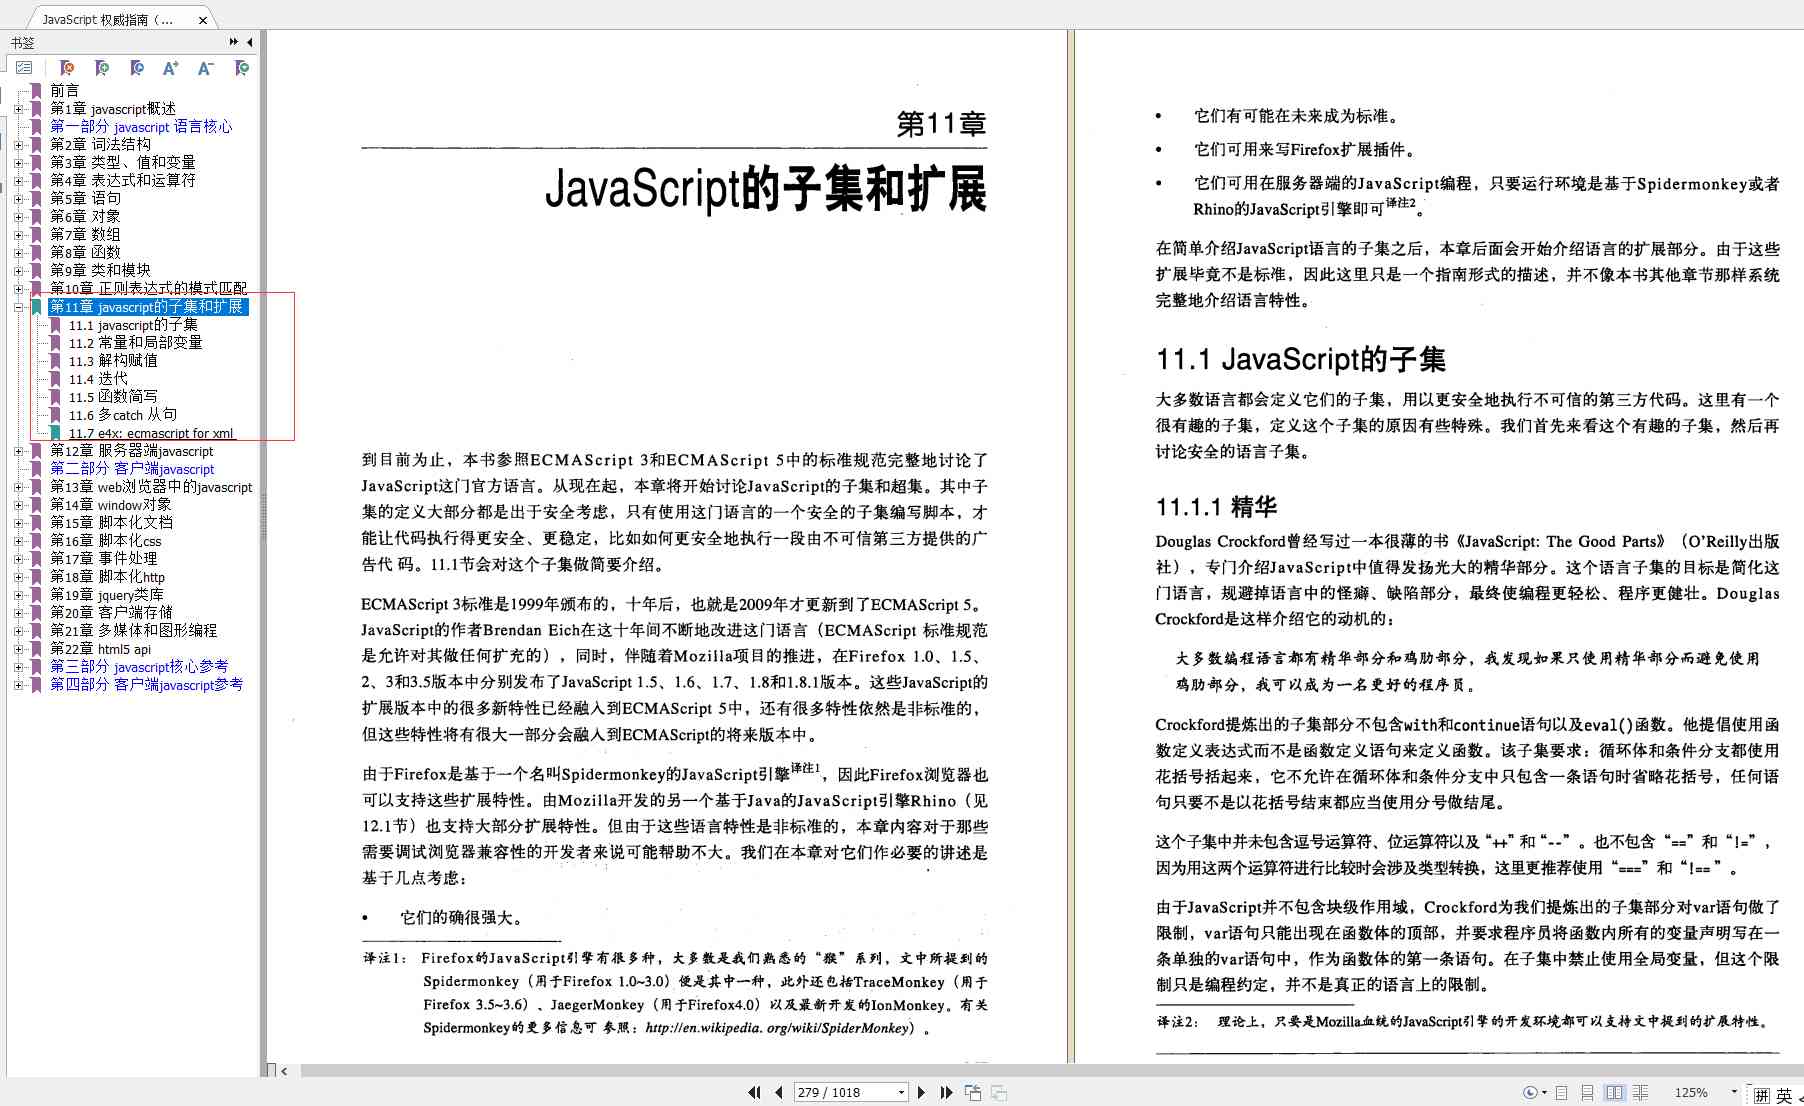 JavaScript 权威指南（...
书签
前言
第1章 javascript概述
第一部分 javascript 语言核心
第2章 词法结构
第3章 类型、值和变量
第4章 表达式和运算符
第5章 语句
第6章 对象
第7章 数组
第8章 函数
第9章 类和模块
第10章 正则表达式的模式匹配
第11章 javascript的子集和扩展
11.1 javascript的子集
11.2 常量和局部变量
11.3 解构赋值
11.4 迭代
11.5 函数简写
11.6 多catch 从句
11.7 e4x: ecmascript for xml
第12章 服务器端javascript
第二部分 客户端javascript
第13章 web浏览器中的javascript
第14章 window对象
第15章 脚本化文档
第16章 脚本化css
第17章 事件处理
第18章 脚本化http
第19章 jquery类库
第20章 客户端存储
第21章 多媒体和图形编程
第22章 html5 api
第三部分 javascript核心参考
第四部分 客户端javascript参考
第11章
JavaScript的子集和扩展
到目前为止，本书参照ECMAScript 3和ECMAScript 5中的标准规范完整地讨论了
JavaScript这门官方语言。从现在起，本章将开始讨论JavaScript的子集和超集。其中子
集的定义大部分都是出于安全考虑，只有使用这门语言的一个安全的子集编写脚本，才
能让代码执行得更安全、更稳定，比如如何更安全地执行一段由不可信第三方提供的广
告代 码。11.1节会对这个子集做简要介绍。
ECMAScript 3标准是1999年颁布的，十年后，也就是2009年才更新到了ECMAScript 5。
JavaScript的作者Brendan Eich在这十年间不断地改进这门语言（ECMAScript 标准规范
是允许对其做任何扩充的），同时，伴随着Mozilla项目的推进，在Firefox 1.0、1.5、
2、3和3.5版本中分别发布了JavaScript 1.5、1.6、1.7、1.8和1.8.1版本。这些JavaScript的
扩展版本中的很多新特性已经融入到ECMAScript 5中，还有很多特性依然是非标准的，
但这些特性将有很大一部分会融入到ECMAScript的将来版本中。
由于Firefox是基于一个名叫Spidermonkey的JavaScript引擎译注1，因此Firefox浏览器也
可以支持这些扩展特性。由Mozilla开发的另一个基于Java的JavaScript引擎Rhino（见
12.1节）也支持大部分扩展特性。但由于这些语言特性是非标准的，本章内容对于那些
需要调试浏览器兼容性的开发者来说可能帮助不大。我们在本章对它们作必要的讲述是
基于几点考虑：
• 它们的确很强大。
译注1： Firefox的JavaScript引擎有很多种，大多数是我们熟悉的“猴”系列，文中所提到的
Spidermonkey（用于Firefox 1.0~3.0）便是其中一种，此外还包括TraceMonkey（用于
Firefox 3.5~3.6）、JaegerMonkey（用于Firefox4.0）以及最新开发的IonMonkey。有关
Spidermonkey的更多信息可 参照：http://en.wikipedia. org/wiki/SpiderMonkey）。
• 它们有可能在未来成为标准。
• 它们可用来写Firefox扩展插件。
• 它们可用在服务器端的JavaScript编程，只要运行环境是基于Spidermonkey或者
Rhino的JavaScript引擎即可译注2。
在简单介绍JavaScript语言的子集之后，本章后面会开始介绍语言的扩展部分。由于这些
扩展毕竟不是标准，因此这里只是一个指南形式的描述，并不像本书其他章节那样系统
完整地介绍语言特性。
11.1 JavaScript的子集
大多数语言都会定义它们的子集，用以更安全地执行不可信的第三方代码。这里有一个
很有趣的子集，定义这个子集的原因有些特殊。我们首先来看这个有趣的子集，然后再
讨论安全的语言子集。
11.1.1 精华
Douglas Crockford曾经写过一本很薄的书《JavaScript: The Good Parts》（O’Reilly出版
社），专门介绍JavaScript中值得发扬光大的精华部分。这个语言子集的目标是简化这
门语言，规避掉语言中的怪癖、缺陷部分，最终使编程更轻松、程序更健壮。Douglas
Crockford是这样介绍它的动机的：
大多数编程语言都有精华部分和鸡肋部分，我发现如果只使用精华部分而避免使用
鸡肋部分，我可以成为一名更好的程序员。
Crockford提炼出的子集部分不包含with和continue语句以及eval()函数。他提倡使用函
数定义表达式而不是函数定义语句来定义函数。该子集要求：循环体和条件分支都使用
花括号括起来，它不允许在循环体和条件分支中只包含一条语句时省略花括号，任何语
句只要不是以花括号结束都应当使用分号做结尾。
这个子集中并未包含逗号运算符、位运算符以及“++”和“--”。也不包含“==”和“!=”，
因为用这两个运算符进行比较时会涉及类型转换，这里更推荐使用“===”和“!==”。
由于JavaScript并不包含块级作用域，Crockford为我们提炼出的子集部分对var语句做了
限制，var语句只能出现在函数体的顶部，并要求程序员将函数内所有的变量声明写在一
条单独的var语句中，作为函数体的第一条语句。在子集中禁止使用全局变量，但这个限
制只是编程约定，并不是真正的语言上的限制。
译注2： 理论上，只要是Mozilla血统的JavaScript引擎的开发环境都可以支持文中提到的扩展特性。
279 / 1018
125%
拼 英